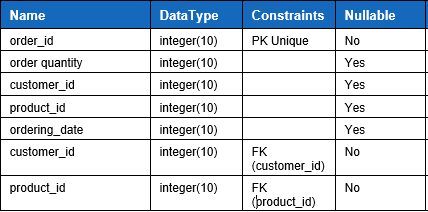 Name DataType Constraints Nullable
order_id integer(10) PK Unique No
order quantity integer(10) Yes
customer_id integer(10) Yes
product_id integer(10) Yes
ordering_date integer(10) Yes
customer_id integer(10) FK No
(customer_id)
product_id integer(10) FK No
(product_id)